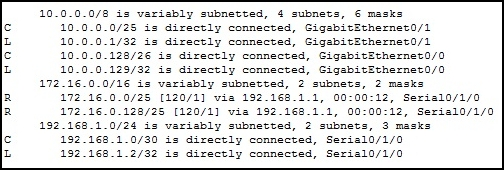 10.0.0.0/8 is variably subnetted, 4 subnets, 6 masks
C 10.0.0.0/25 is directly connected, GigabitEthernet0/1
L 10.0.0.1/32 is directly connected, GigabitEthernet0/1
C 10.0.0.128/26 is directly connected, GigabitEthernet0/0
L 10.0.0.129/32 is directly connected, GigabitEthernet0/0
172.16.0.0/16 is variably subnetted, 2 subnets, 2 masks
R 172.16.0.0/25 [120/1] via 192.168.1.1, 00:00:12, Serial0/1/0
R 172.16.0.128/25 [120/1] via 192.168.1.1, 00:00:12, Serial0/1/0
192.168.1.0/24 is variably subnetted, 2 subnets, 3 masks
C 192.168.1.0/30 is directly connected, Serial0/1/0
L 192.168.1.2/32 is directly connected, Serial0/1/0